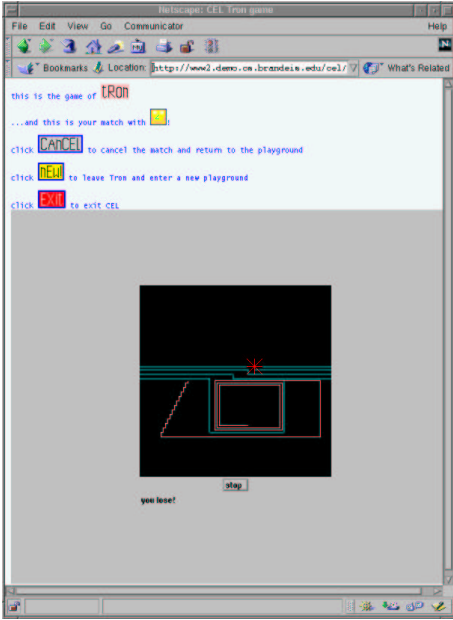 Netscape: CEL Tron game
File Edit View Go Communicator Help
Bookmarks Location: http://www2.demo.cs.brandeis.edu/cel/ What's Related
this is the game of tRon
...and this is your match with !
click CAnCEl to cancel the match and return to the playground
click nEW! to leave Tron and enter a new playground
click EXit to exit CEL
stop
you lose!